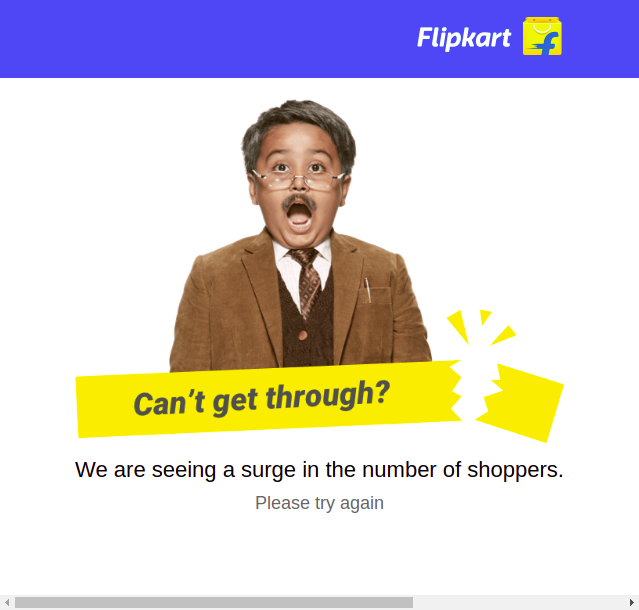 Flipkart
Can't get through?
We are seeing a surge in the number of shoppers.
Please try again